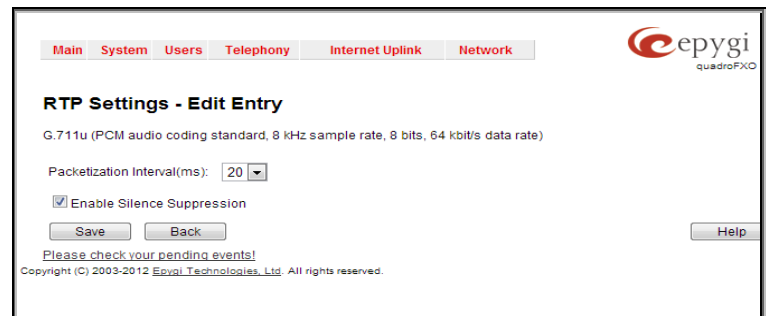 Main System Users Telephony Internet Uplink Network
epygi
quadroFXO
RTP Settings - Edit Entry
G.711u (PCM audio coding standard, 8 kHz sample rate, 8 bits, 64 kbit/s data rate)
Packetization Interval(ms): 20
Enable Silence Suppression
Save Back Help
Please check your pending events!
Copyright (C) 2003-2012 Epygi Technologies, Ltd. All rights reserved.